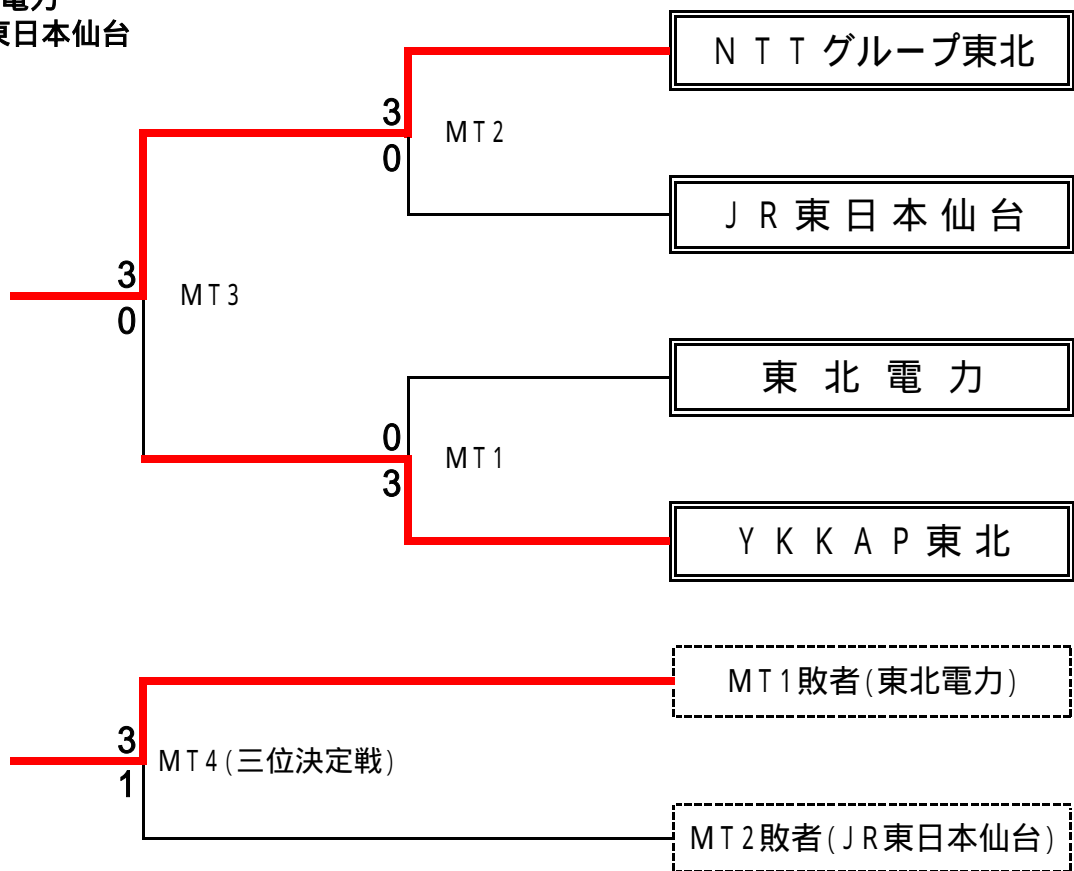 電力
東日本仙台
NTTグループ東北
3
MT2
0
JR東日本仙台
3
MT3
0
東北電力
0
MT1
3
YKKAP東北
MT1敗者(東北電力)
3
MT4(三位決定戦)
1
MT2敗者(JR東日本仙台)